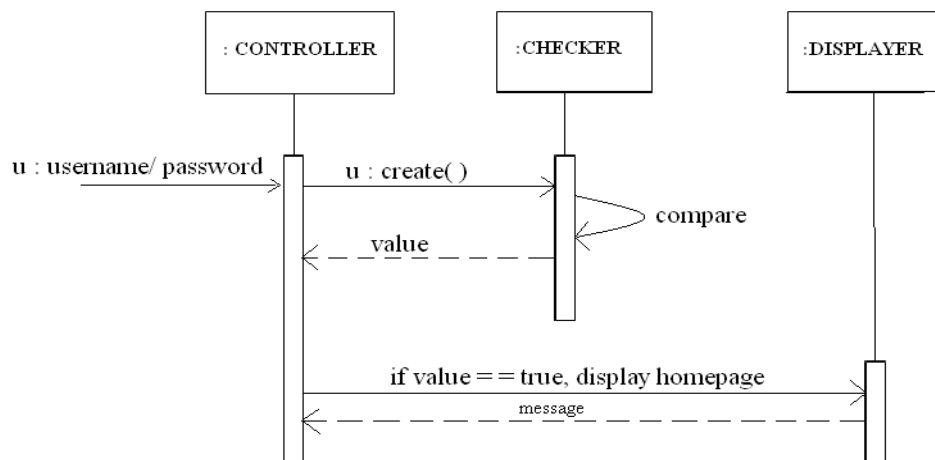 : CONTROLLER
:CHECKER
:DISPLAYER
u : username/ password
u : create( )
compare
value
if value = = true, display homepage
message